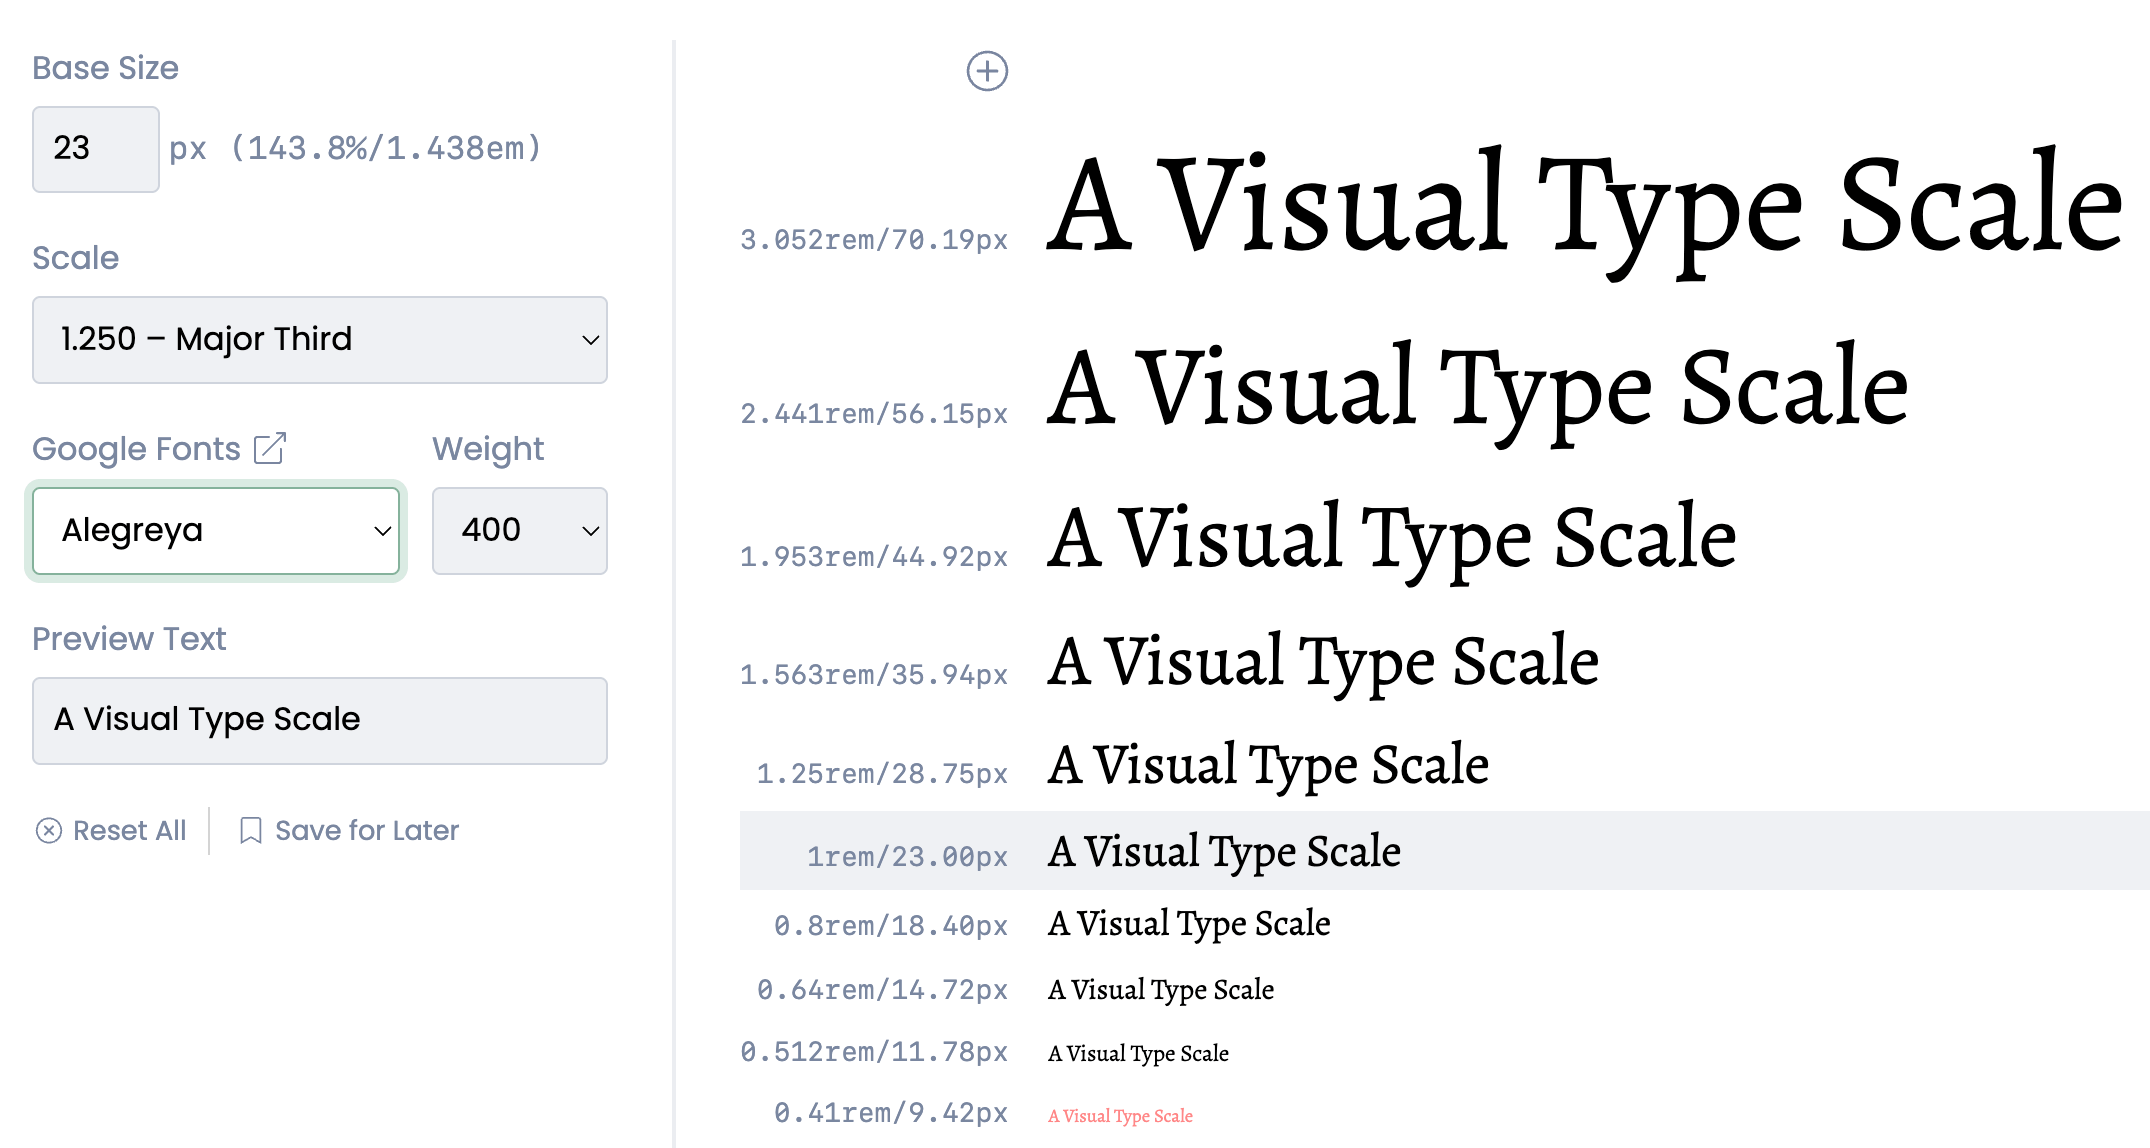 Base Size
23 px (143.8%/1.438em)
Scale
1.250 – Major Third
Google Fonts Weight
Alegreya 400
Preview Text
A Visual Type Scale
Reset All Save for Later
3.052rem/70.19px A Visual Type Scale
2.441rem/56.15px A Visual Type Scale
1.953rem/44.92px A Visual Type Scale
1.563rem/35.94px A Visual Type Scale
1.25rem/28.75px A Visual Type Scale
1rem/23.00px A Visual Type Scale
0.8rem/18.40px A Visual Type Scale
0.64rem/14.72px A Visual Type Scale
0.512rem/11.78px A Visual Type Scale
0.41rem/9.42px A Visual Type Scale